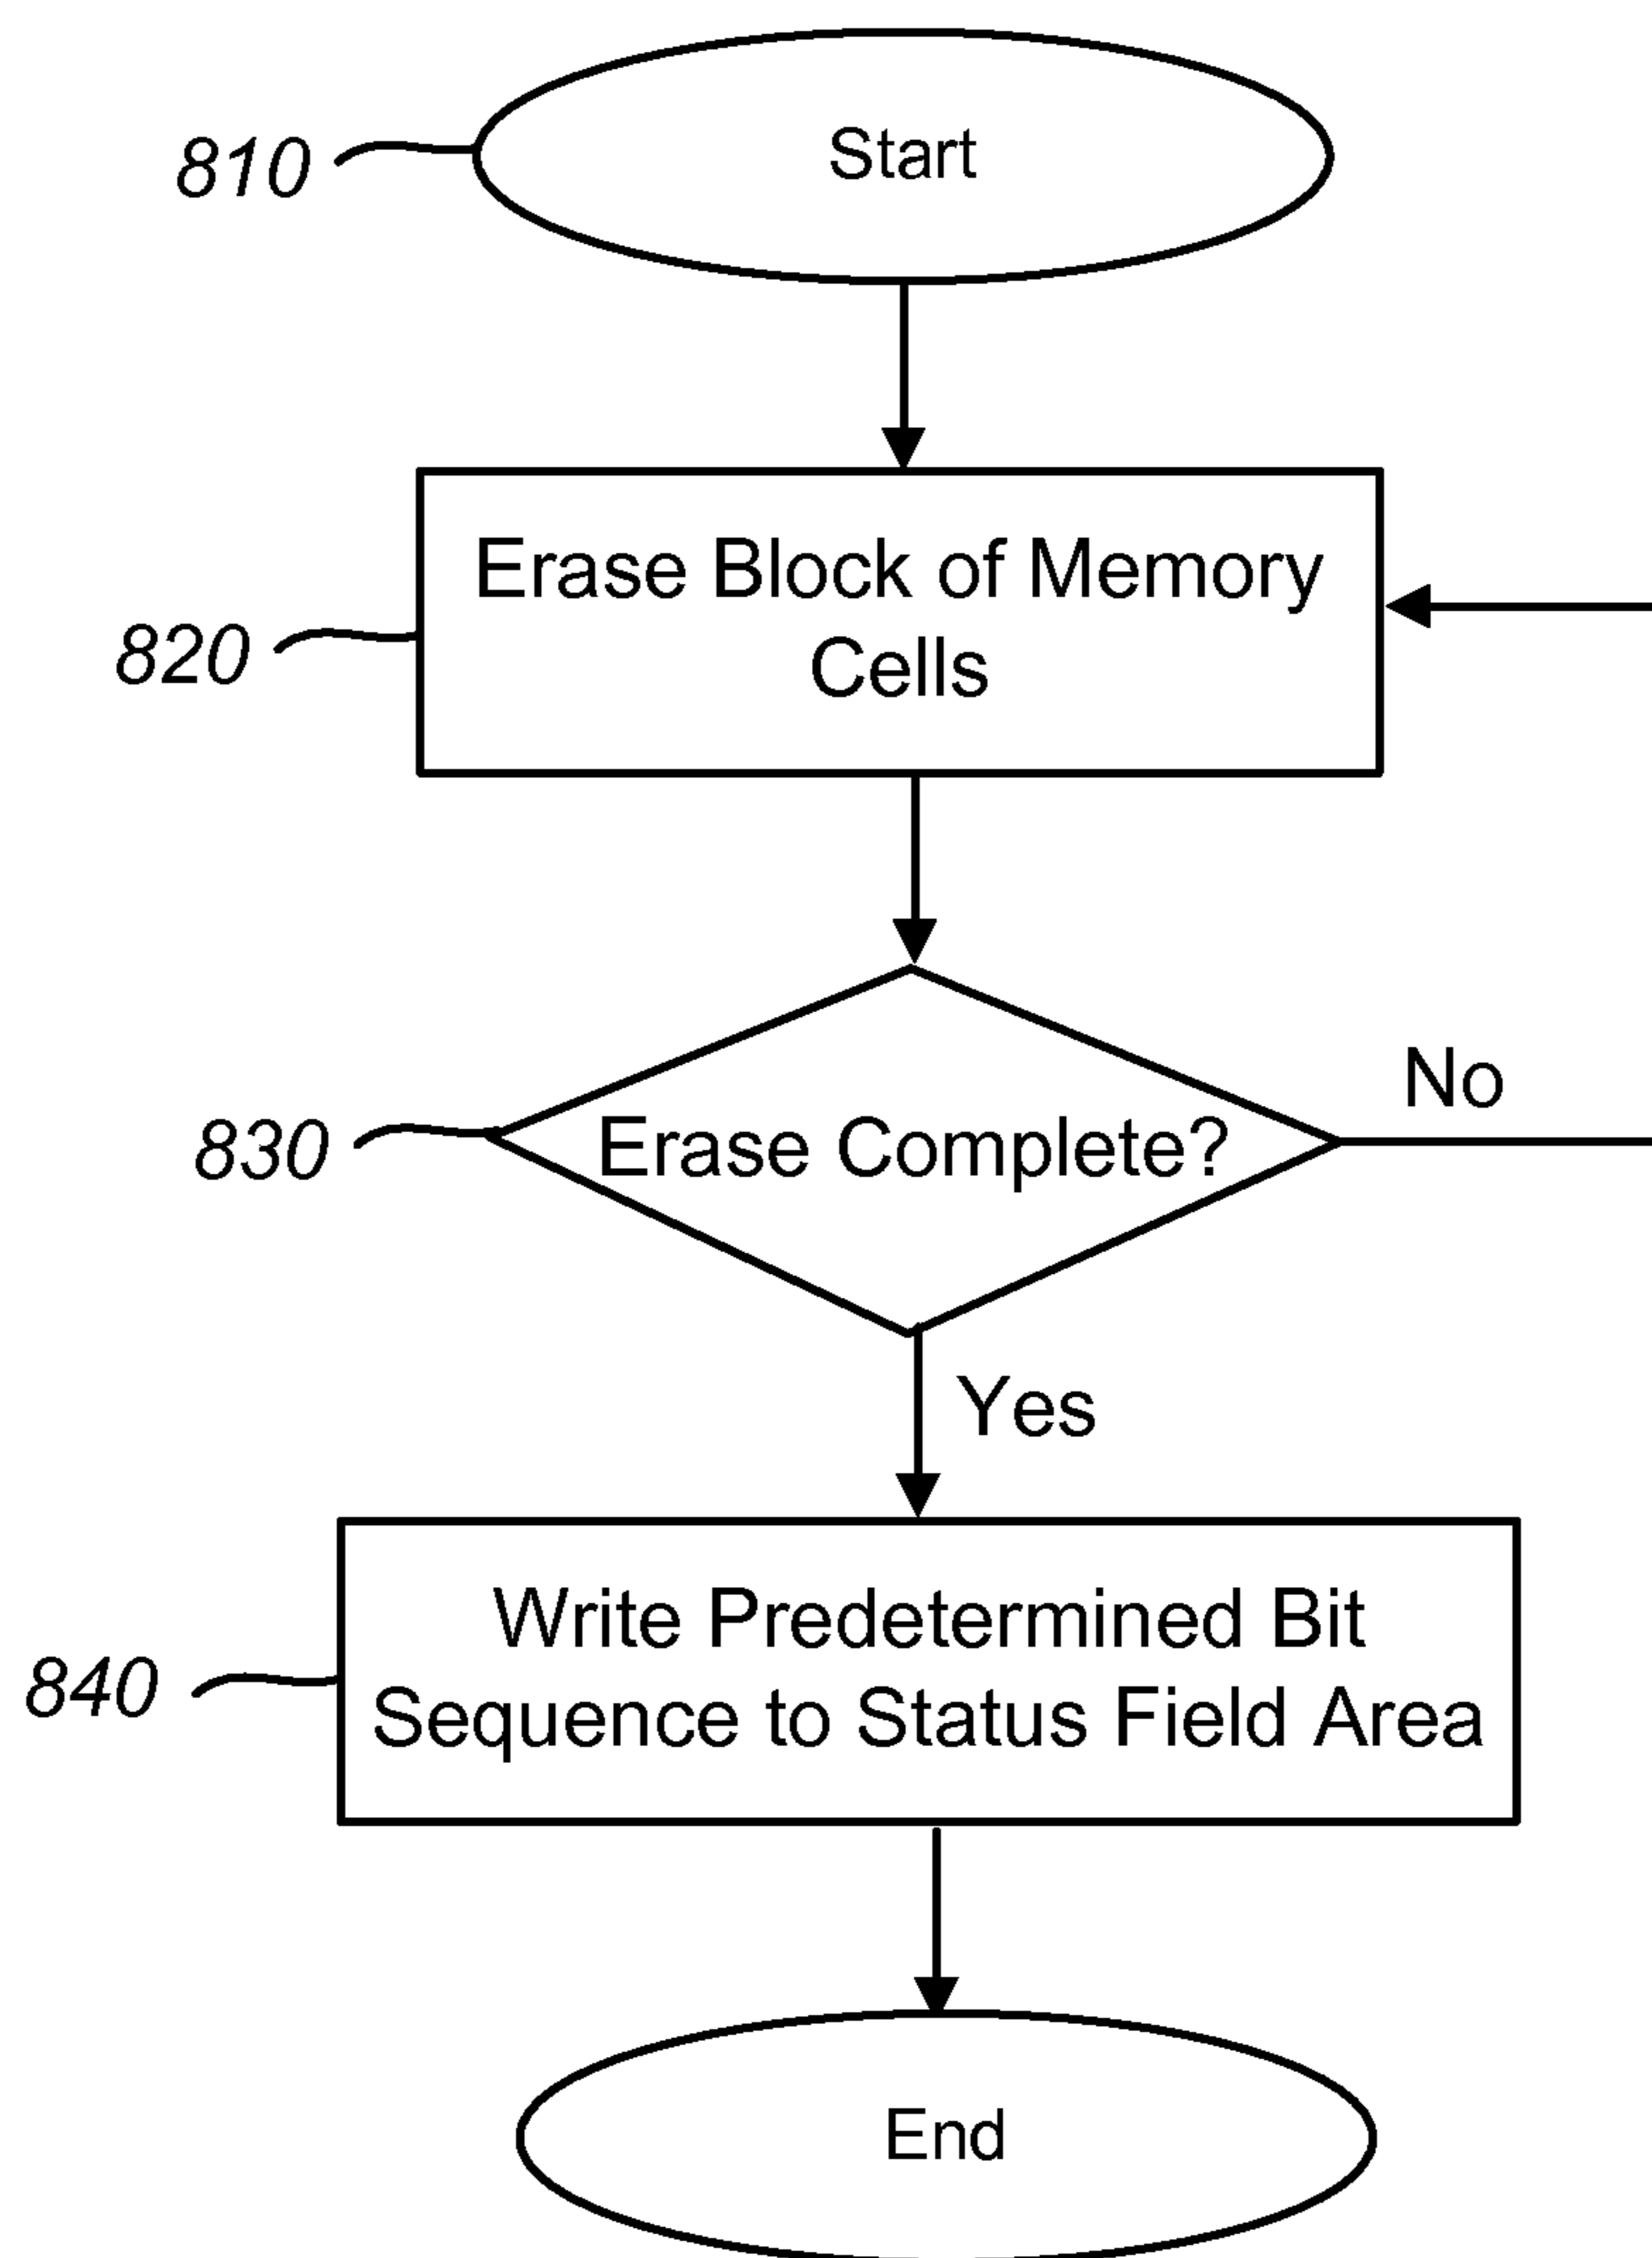 810
Start
820
Erase Block of Memory
Cells
830
Erase Complete?
No
Yes
840
Write Predetermined Bit
Sequence to Status Field Area
End